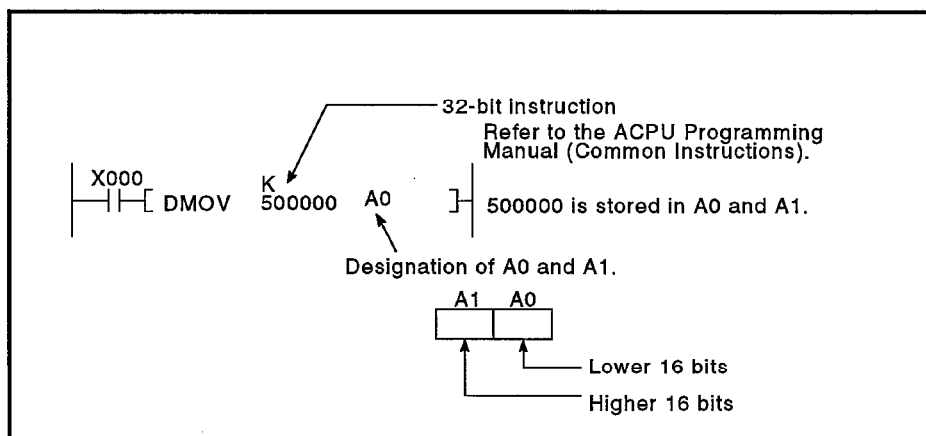 32-bit instruction
Refer to the ACPU Programming
Manual (Common Instructions).
X000
K
DMOV 500000 A0
500000 is stored in A0 and A1.
Designation of A0 and A1.
A1 A0
Lower 16 bits
Higher 16 bits